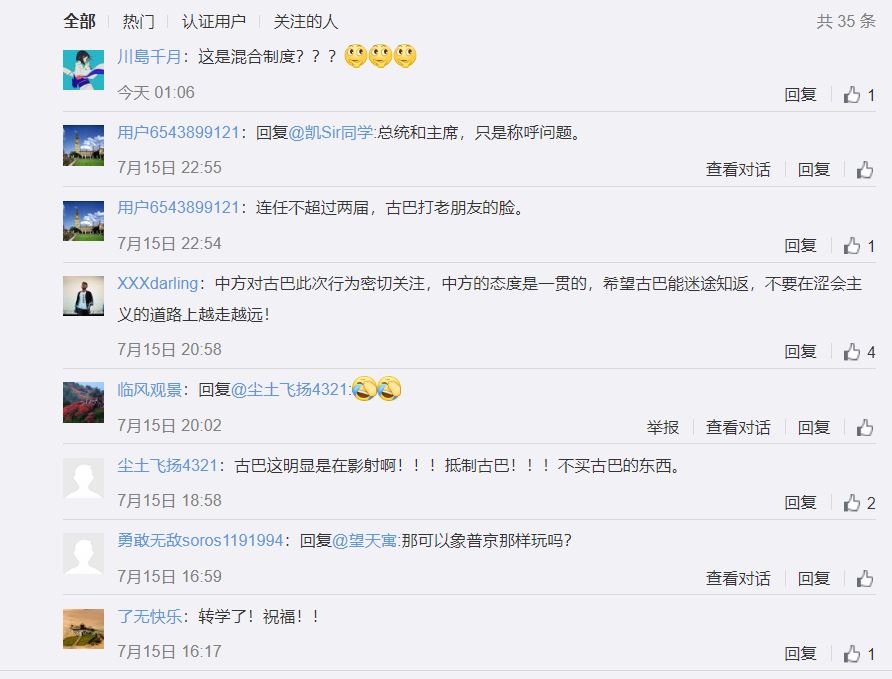 全部 热门 认证用户 关注的人 共 35 条
川島千月：这是混合制度？？？
今天 01:06 回复 1
用户6543899121：回复@凯Sir同学:总统和主席，只是称呼问题。
7月15日 22:55 查看对话 回复
用户6543899121：连任不超过两届，古巴打老朋友的脸。
7月15日 22:54 回复 1
XXXdarling：中方对古巴此次行为密切关注，中方的态度是一贯的，希望古巴能迷途知返，不要在涩会主
义的道路上越走越远！
7月15日 20:58 回复 4
临风观景：回复@尘土飞扬4321:
7月15日 20:02 举报 查看对话 回复
尘土飞扬4321：古巴这明显是在影射啊！！！抵制古巴！！！不买古巴的东西。
7月15日 18:58 回复 2
勇敢无敌soros1191994：回复@望天寓:那可以象普京那样玩吗？
7月15日 16:59 查看对话 回复
了无快乐：转学了！祝福！！
7月15日 16:17 回复 1